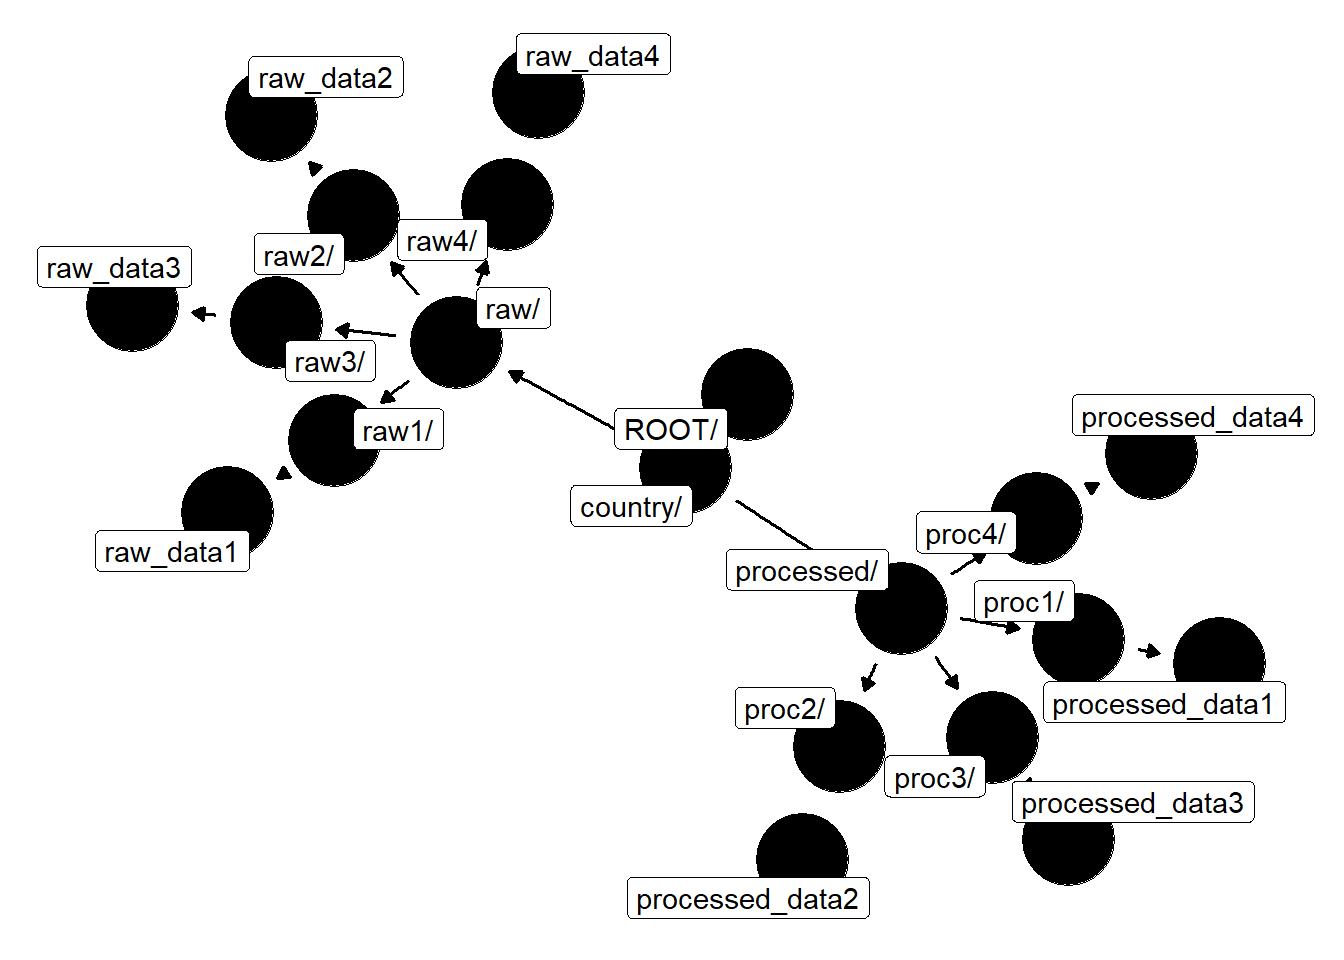 raw_data4
raw_data2
raw4/
raw2/
raw_data3
raw/
raw3/
raw1/
ROOT/
processed_data4
country/
proc4/
raw_data1
processed/
proc1/
proc2/
processed_data1
proc3/
processed_data3
processed_data2